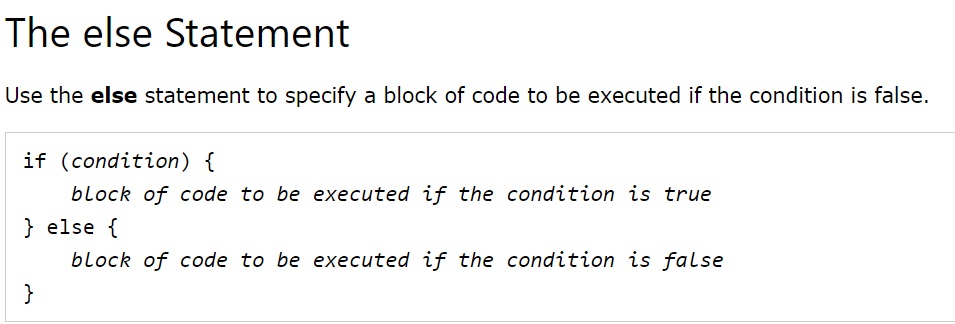 The else Statement
Use the else statement to specify a block of code to be executed if the condition is false.
if (condition) {
    block of code to be executed if the condition is true
} else {
    block of code to be executed if the condition is false
}